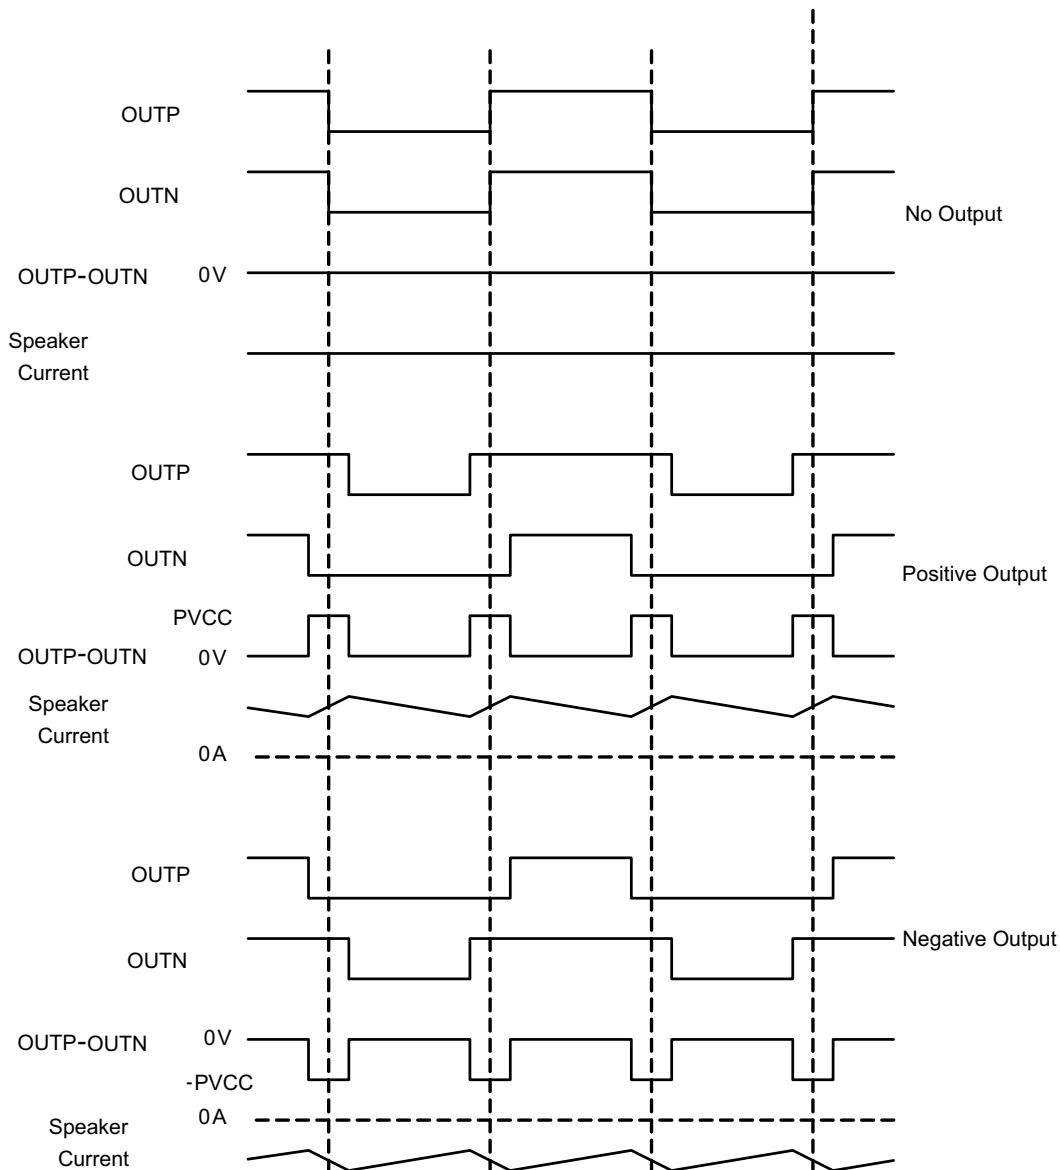 OUTP
OUTN
No Output
OUTP-OUTN 0V
Speaker
Current
OUTP
OUTN
Positive Output
PVCC
OUTP-OUTN 0V
Speaker
Current
0A
OUTP
Negative Output
OUTN
OUTP-OUTN 0V
-PVCC
0A
Speaker
Current